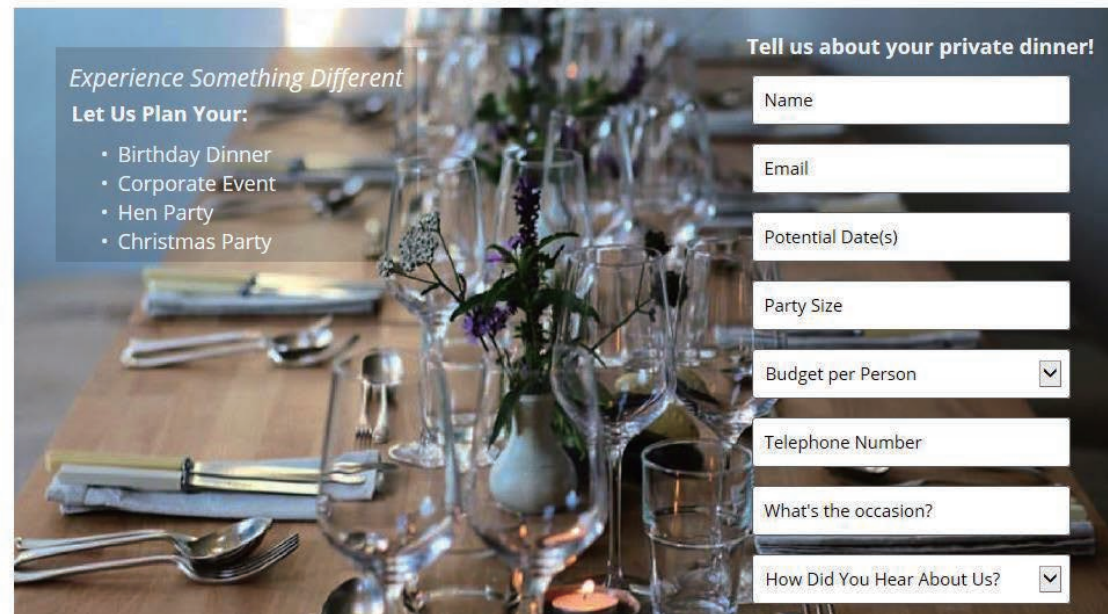 Experience Something Different
Let Us Plan Your:
• Birthday Dinner
• Corporate Event
• Hen Party
• Christmas Party
Tell us about your private dinner!
Name
Email
Potential Date(s)
Party Size
Budget per Person
Telephone Number
What's the occasion?
How Did You Hear About Us?